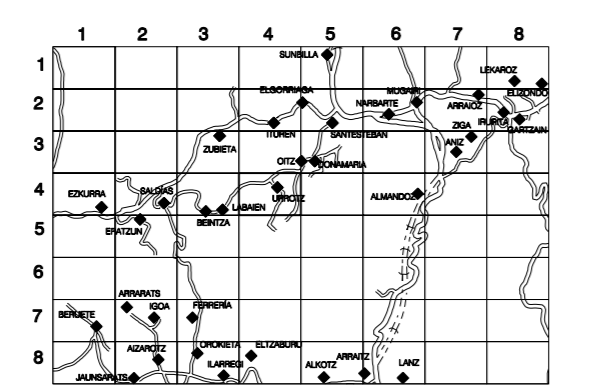 1 2 3 4 5 6 7 8
1
SUNBILLA
LEKAROZ
ELIZONDO
2
ELGORRIAGA
MUGAIRI
NARBARTE
ARRAIOZ
IRURITA
GARTZAIN
ITUREN
SANTESTEBAN
ZIGA
3
ZUBIETA
ANIZ
OITZ
DONAMARIA
4
EZKURRA
SALDIAS
URROTZ
ALMANDOZ
BEINTZA
LABAIEN
5
ERATZUN
6
ARRARATS
IGOA
FERRERÍA
7
BERUETE
8
AIZAROTZ
OROKIETA
ELTZABURU
ARRAITZ
JAUNSARATS
ILARREGI
ALKOTZ
LANZ